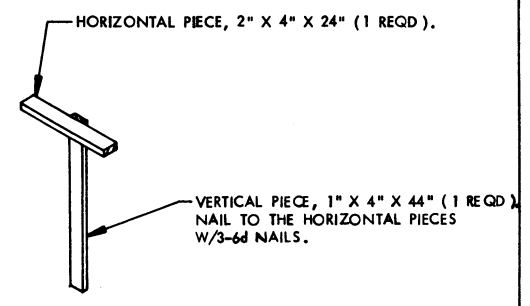 HORIZONTAL PIECE, 2" X 4" X 24" (1 REQD).
VERTICAL PIECE, 1" X 4" X 44" (1 REQD).
NAIL TO THE HORIZONTAL PIECES
W/3-6d NAILS.